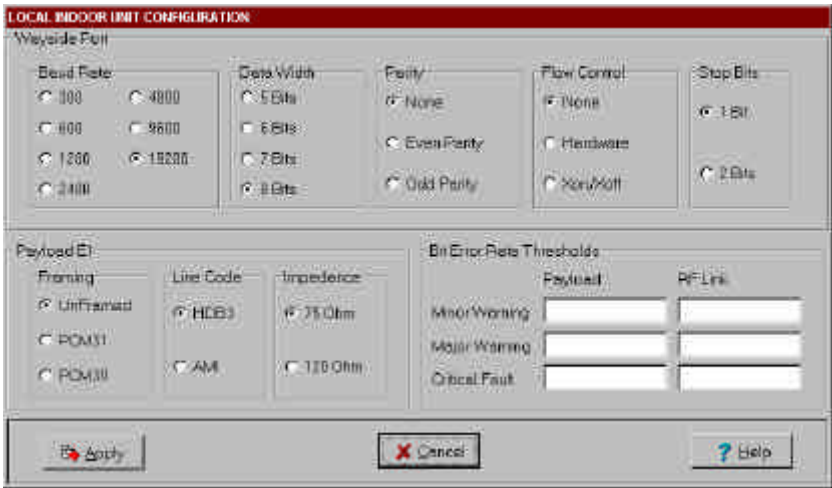 LOCAL INDOOR UNIT CONFIGURATION
Wayside Port
Baud Rate
300
4800
600
9600
1200
19200
2400
Data Width
5 Bits
6 Bits
7 Bits
8 Bits
Parity
None
Even Parity
Odd Parity
Flow Control
None
Hardware
Xon/Xoff
Stop Bits
1 Bit
2 Bits
Payload E1
Framing
UnFramed
PCM31
PCM30
Line Code
HDB3
AMI
Impedence
75 Ohm
120 Ohm
Bit Error Rate Thresholds
Payload
RF Link
Minor Warning
Major Warning
Critical Fault
Apply
Cancel
Help